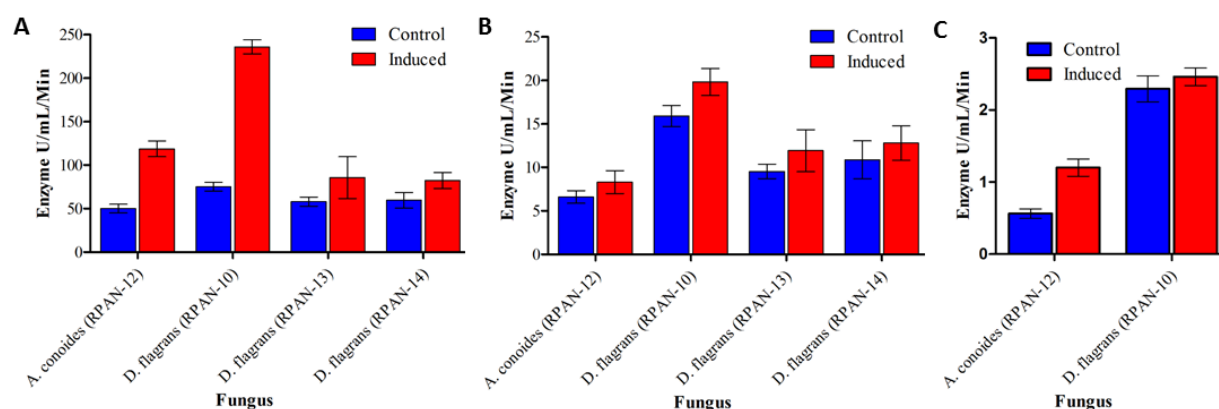 A
Enzyme U/mL/Min
250
200
150
100
50
0
Control
Induced
A. conoides (RPAN-12)
D. flagrans (RPAN-10)
D. flagrans (RPAN-13)
D. flagrans (RPAN-14)
Fungus
B
Enzyme U/mL/Min
25
20
15
10
5
0
Control
Induced
A. conoides (RPAN-12)
D. flagrans (RPAN-10)
D. flagrans (RPAN-13)
D. flagrans (RPAN-14)
Fungus
C
Enzyme U/mL/Min
3
2
1
0
Control
Induced
A. conoides (RPAN-12)
D. flagrans (RPAN-10)
Fungus